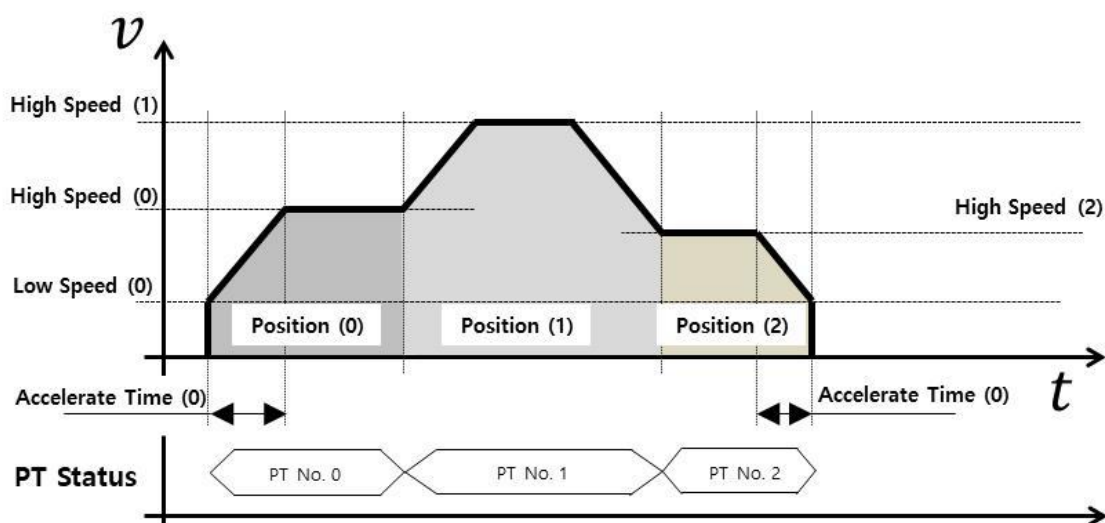 v
High Speed (1)
High Speed (0)
High Speed (2)
Low Speed (0)
Position (0)
Position (1)
Position (2)
Accelerate Time (0)
t
Accelerate Time (0)
PT Status
PT No. 0
PT No. 1
PT No. 2